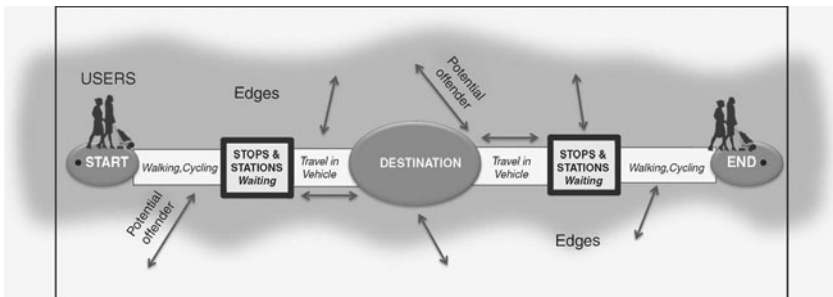 USERS
Edges
Potential
offender
START
Walking,Cycling
STOPS &
STATIONS
Waiting
Travel in
Vehicle
DESTINATION
Travel in
Vehicle
STOPS &
STATIONS
Waiting
Walking,Cycling
END
Potential
offender
Edges